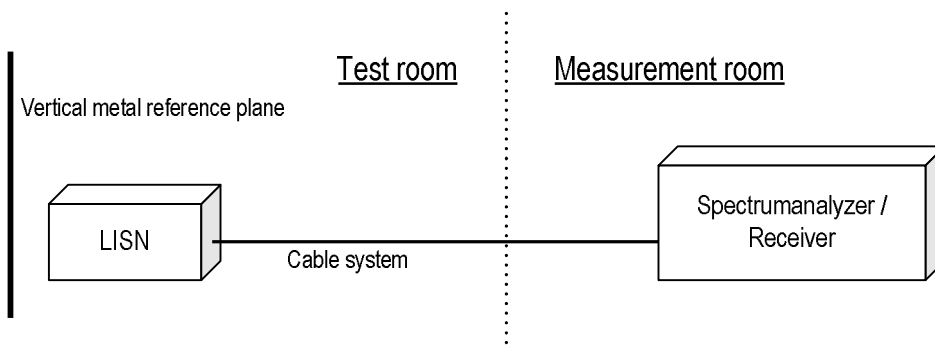 Test room
Measurement room
Vertical metal reference plane
LISN
Cable system
Spectrumanalyzer /
Receiver